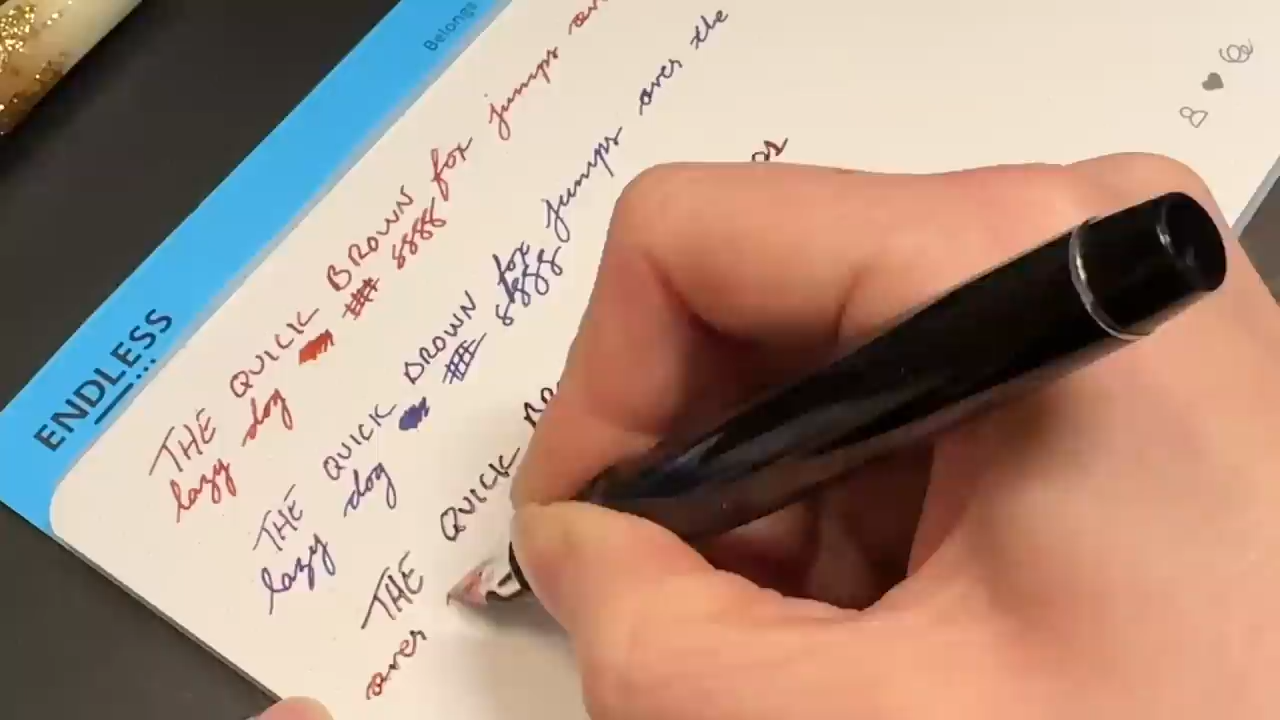 ENDLESS
Belongs
THE QUICK BROWN fox jumps
lazy dog ### 8888
THE QUICK BROWN fox jumps over the
lazy dog ### 8888
THE QUICK
over